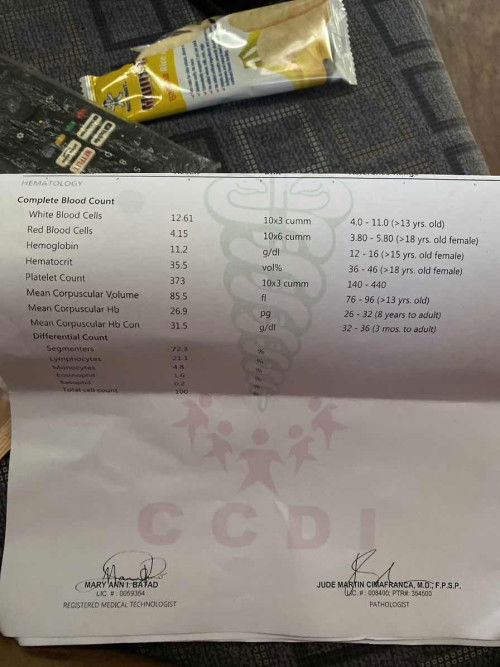 Rice
NETFLIX
HEMATOLOGY
Complete Blood Count
White Blood Cells 12.61 10x3 cumm 4.0 - 11.0 (>13 yrs. old)
Red Blood Cells 4.15 10x6 cumm 3.80 - 5.80 (>18 yrs. old female)
Hemoglobin 11.2 g/dl 12 - 16 (>15 yrs. old female)
Hematocrit 35.5 vol% 36 - 46 (>18 yrs. old female)
Platelet Count 373 10x3 cumm 140 - 440
Mean Corpuscular Volume 85.5 fl 76 - 96 (>13 yrs. old)
Mean Corpuscular Hb 26.9 pg 26 - 32 (8 years to adult)
Mean Corpuscular Hb Con 31.5 g/dl 32 - 36 (3 mos. to adult)
Differential Count
Segmenters 72.3 %
Lymphocytes 21.1 %
Monocytes 4.8 %
Eosinophil 1.6 %
Basophil 0.2 %
Total cell count 100
CCDI
MARY ANN I. BATAD JUDE MARTIN CIMAFRANCA, M.D., F.P.S.P.
LIC. # : 0059354 LIC. # : 008400; PTR#: 354500
REGISTERED MEDICAL TECHNOLOGIST PATHOLOGIST